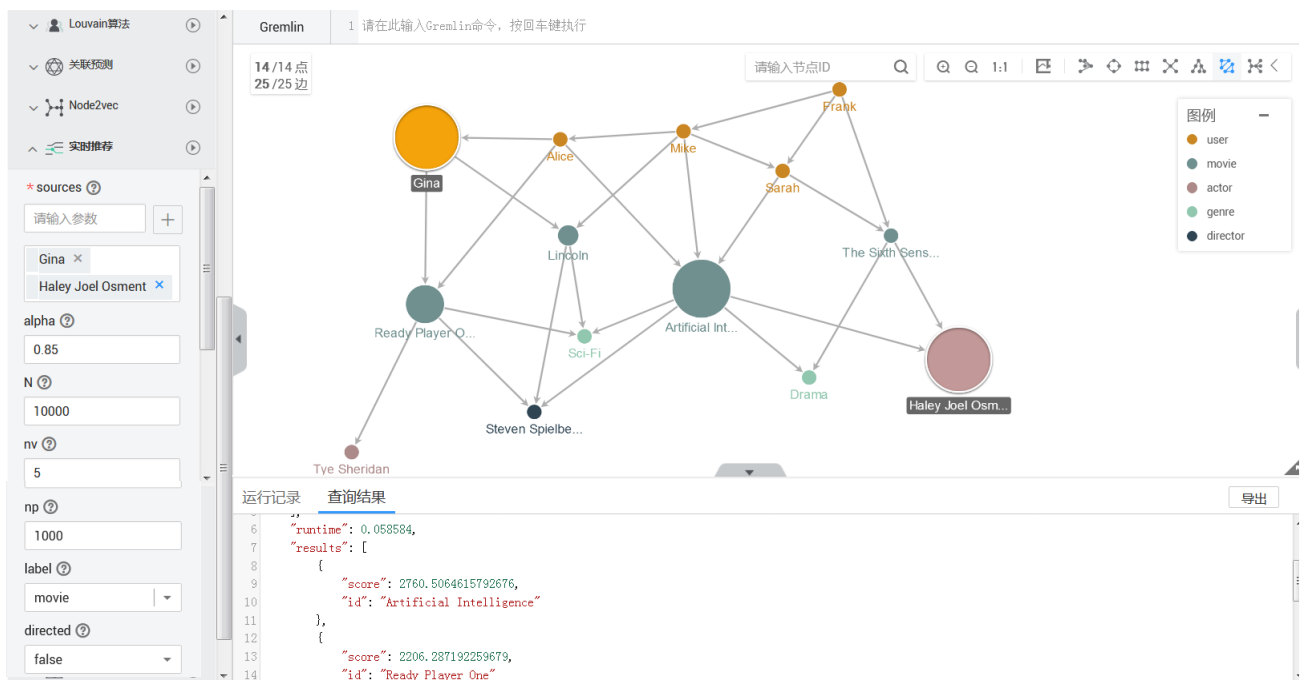 Louvain算法
关联预测
Node2vec
实时推荐
* sources
请输入参数
Gina ×
Haley Joel Osment ×
alpha
0.85
N
10000
nv
5
np
1000
label
movie
directed
false
Gremlin
1 请在此输入Gremlin命令，按回车键执行
14 /14 点
25 /25 边
请输入节点ID
1:1
图例
user
movie
actor
genre
director
Frank
Mike
Alice
Gina
Sarah
Lincoln
The Sixth Sens...
Artificial Int...
Ready Player O...
Sci-Fi
Drama
Haley Joel Osm...
Steven Spielbe...
Tye Sheridan
运行记录
查询结果
导出
6 "runtime": 0.058584,
7 "results": [
8 {
9 "score": 2760.5064615792676,
10 "id": "Artificial Intelligence"
11 },
12 {
13 "score": 2206.287192259679,
14 "id": "Ready Player One"